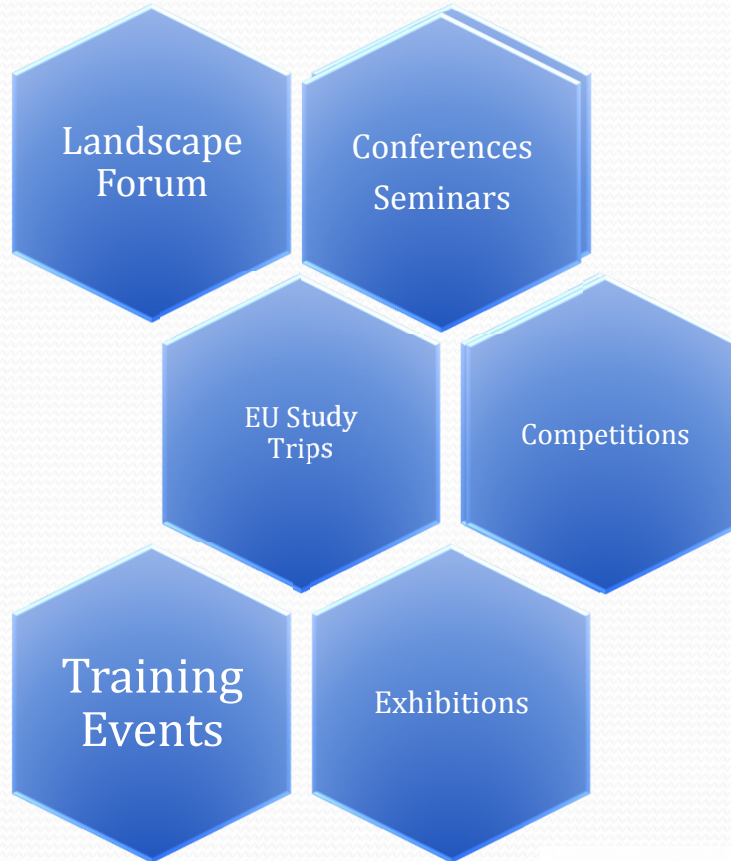 Landscape
Forum
Conferences
Seminars
EU Study
Trips
Competitions
Training
Events
Exhibitions